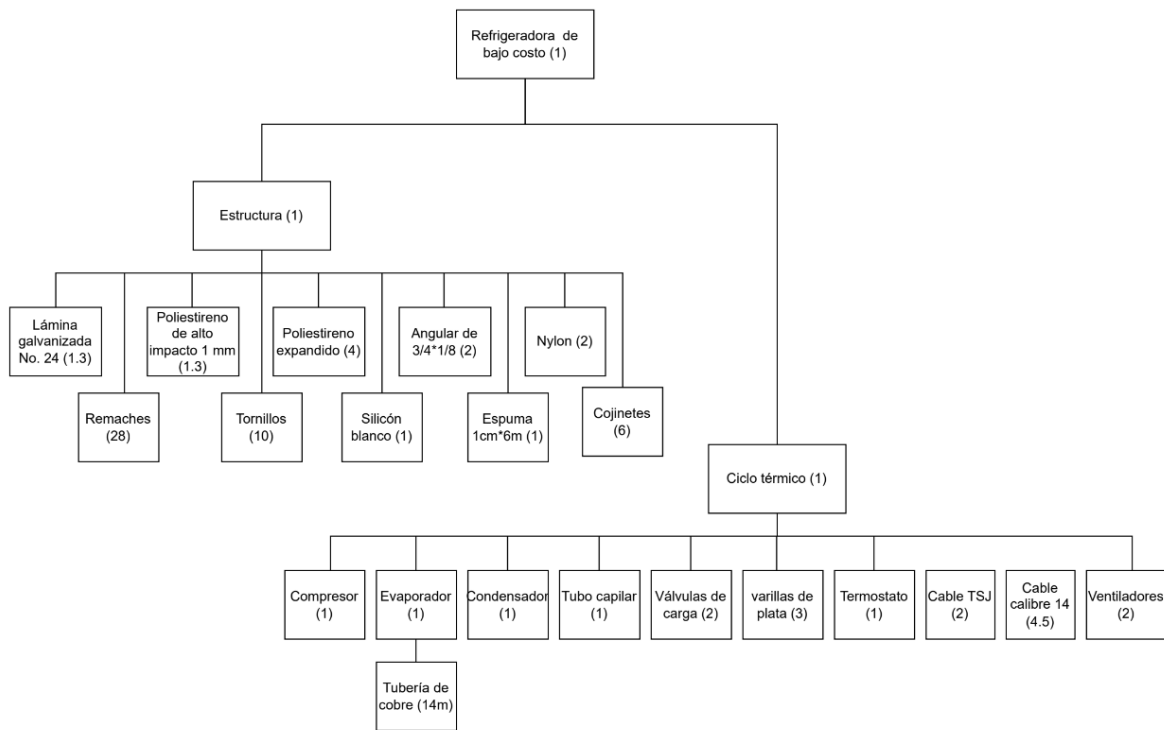 Refrigeradora de
bajo costo (1)
Estructura (1)
Lámina
galvanizada
No. 24 (1.3)
Poliestireno
de alto
impacto 1 mm
(1.3)
Poliestireno
expandido (4)
Angular de
3/4*1/8 (2)
Nylon (2)
Remaches
(28)
Tornillos
(10)
Silicón
blanco (1)
Espuma
1cm*6m (1)
Cojinetes
(6)
Ciclo térmico (1)
Compresor
(1)
Evaporador
(1)
Condensador
(1)
Tubo capilar
(1)
Válvulas de
carga (2)
varillas de
plata (3)
Termostato
(1)
Cable TSJ
(2)
Cable
calibre 14
(4.5)
Ventiladores
(2)
Tubería de
cobre (14m)